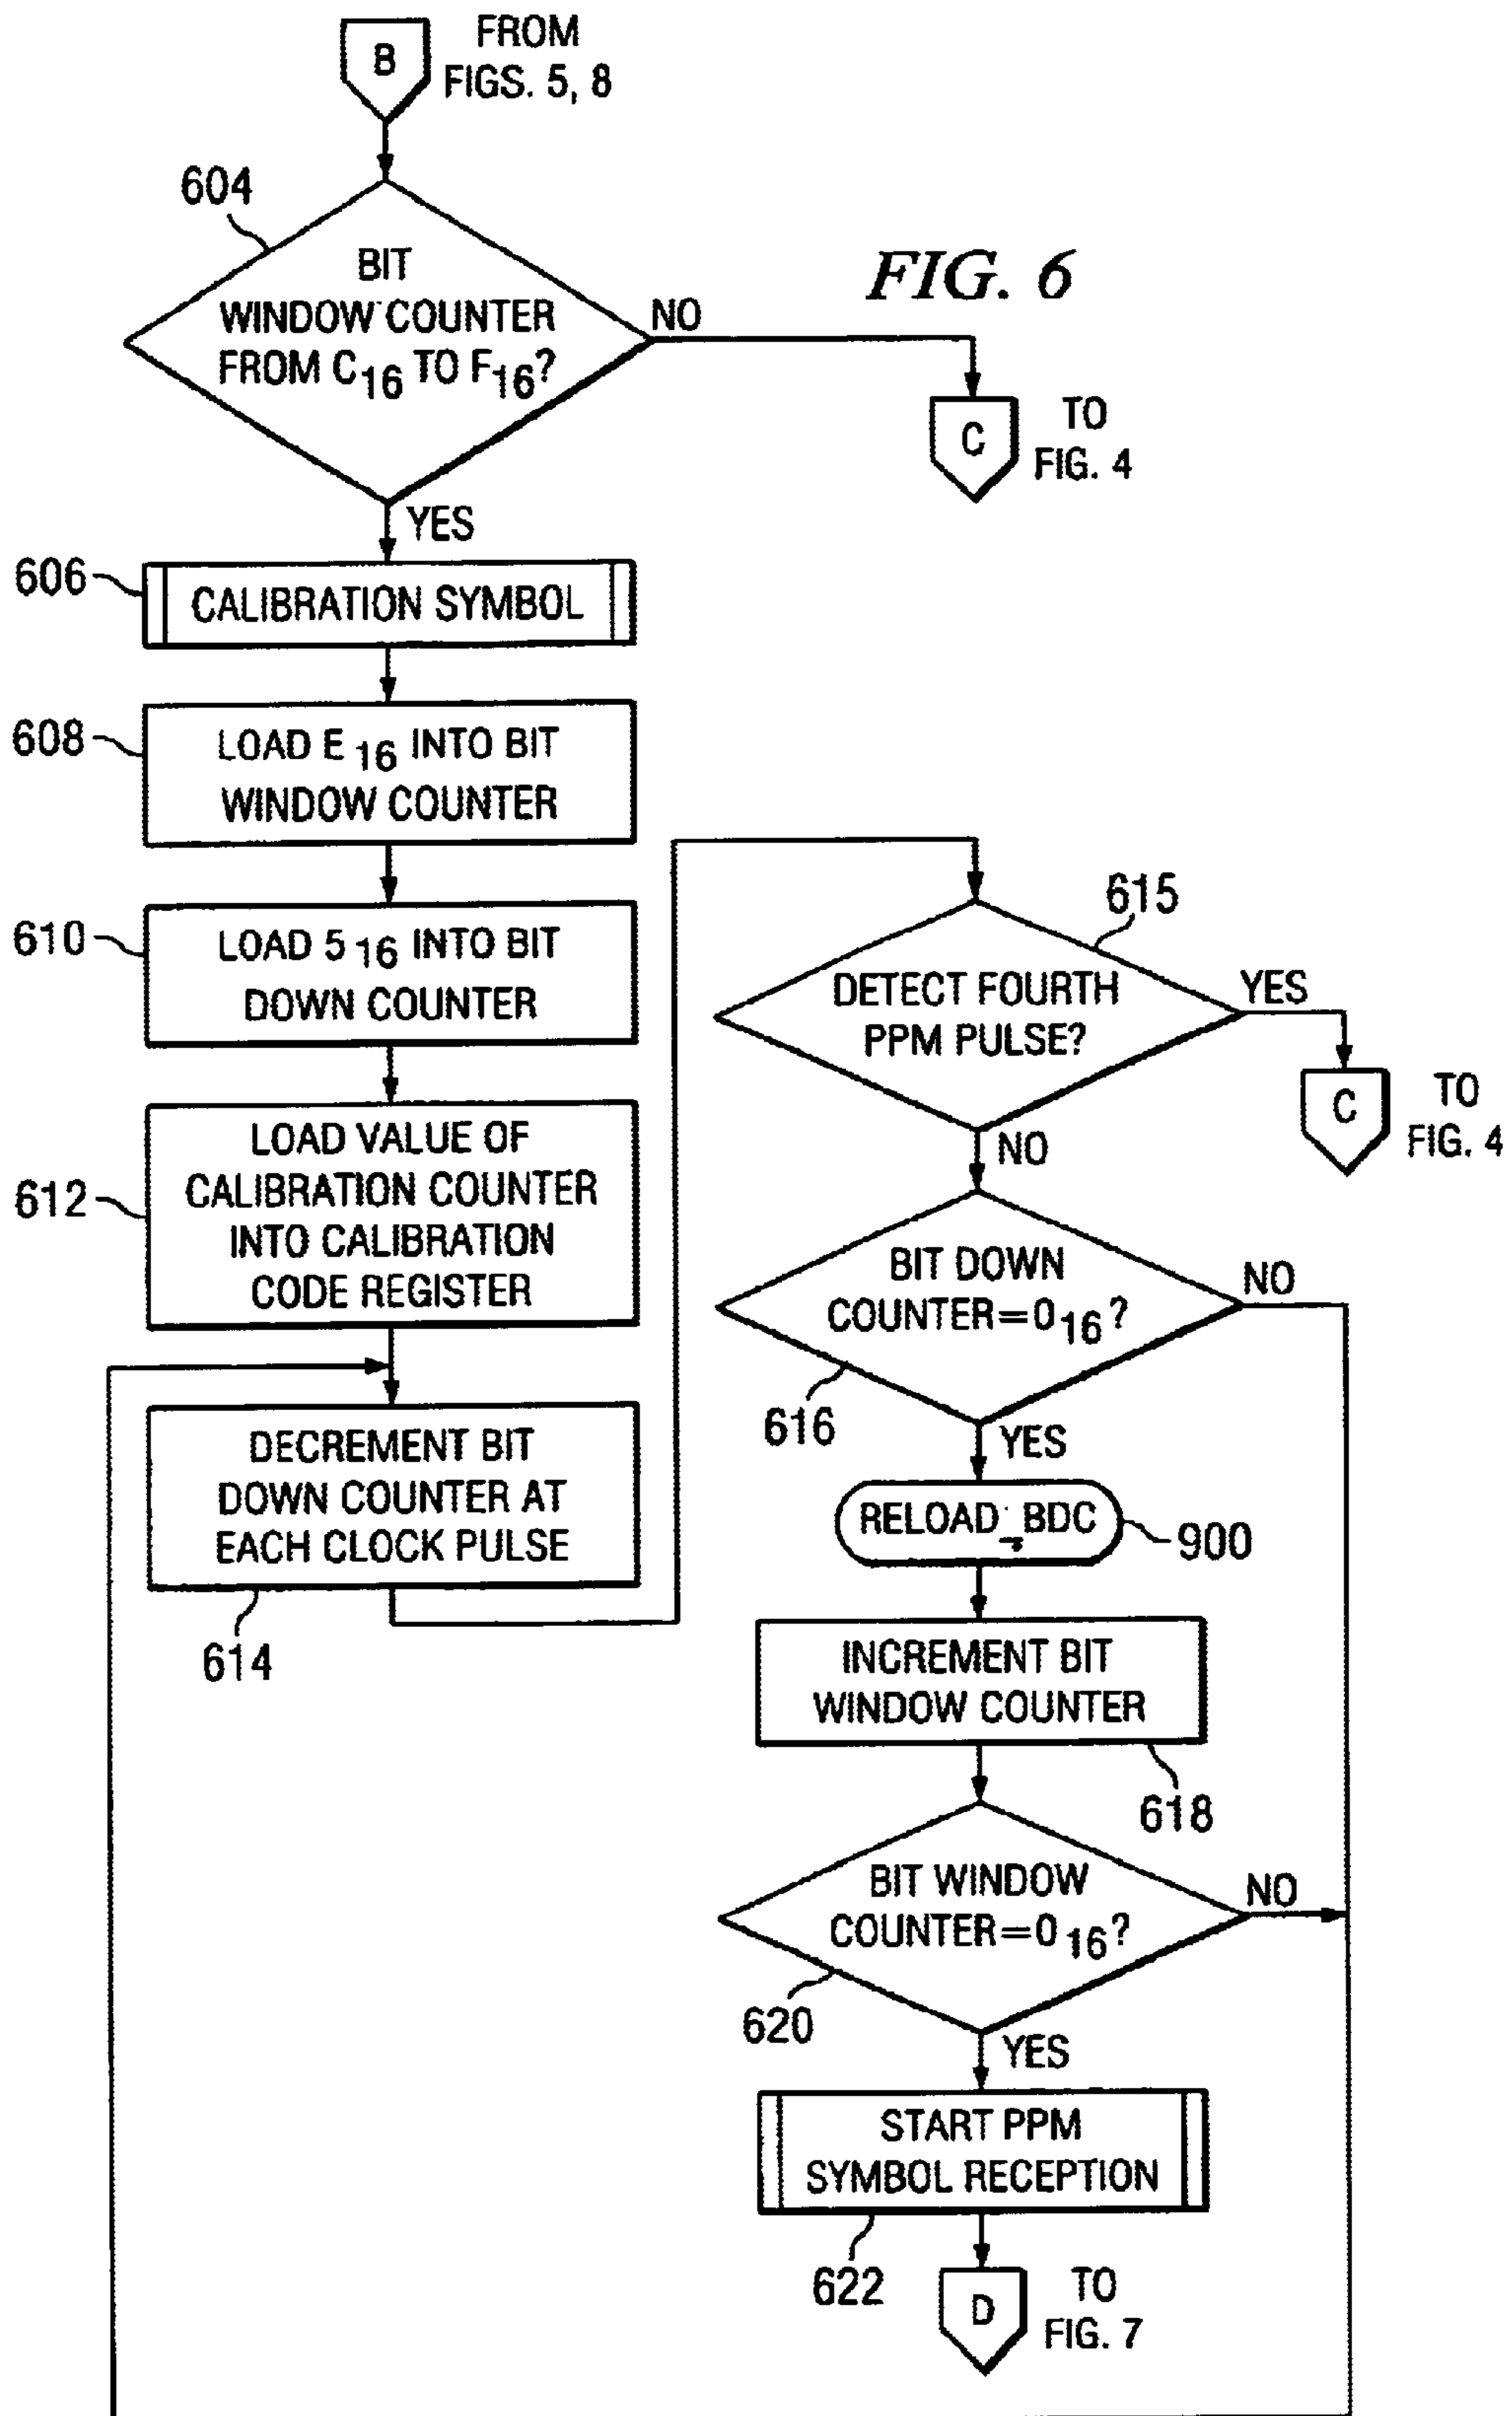 B
FROM
FIGS. 5, 8
604
BIT
WINDOW COUNTER
FROM C16 TO F16?
NO
FIG. 6
C
TO
FIG. 4
YES
606
CALIBRATION SYMBOL
608
LOAD E 16 INTO BIT
WINDOW COUNTER
610
LOAD 5 16 INTO BIT
DOWN COUNTER
612
LOAD VALUE OF
CALIBRATION COUNTER
INTO CALIBRATION
CODE REGISTER
DECREMENT BIT
DOWN COUNTER AT
EACH CLOCK PULSE
614
615
DETECT FOURTH
PPM PULSE?
YES
C
TO
FIG. 4
NO
BIT DOWN
COUNTER=0 16 ?
NO
616
YES
RELOAD_BDC
900
INCREMENT BIT
WINDOW COUNTER
618
BIT WINDOW
COUNTER=0 16 ?
NO
620
YES
START PPM
SYMBOL RECEPTION
622
D
TO
FIG. 7